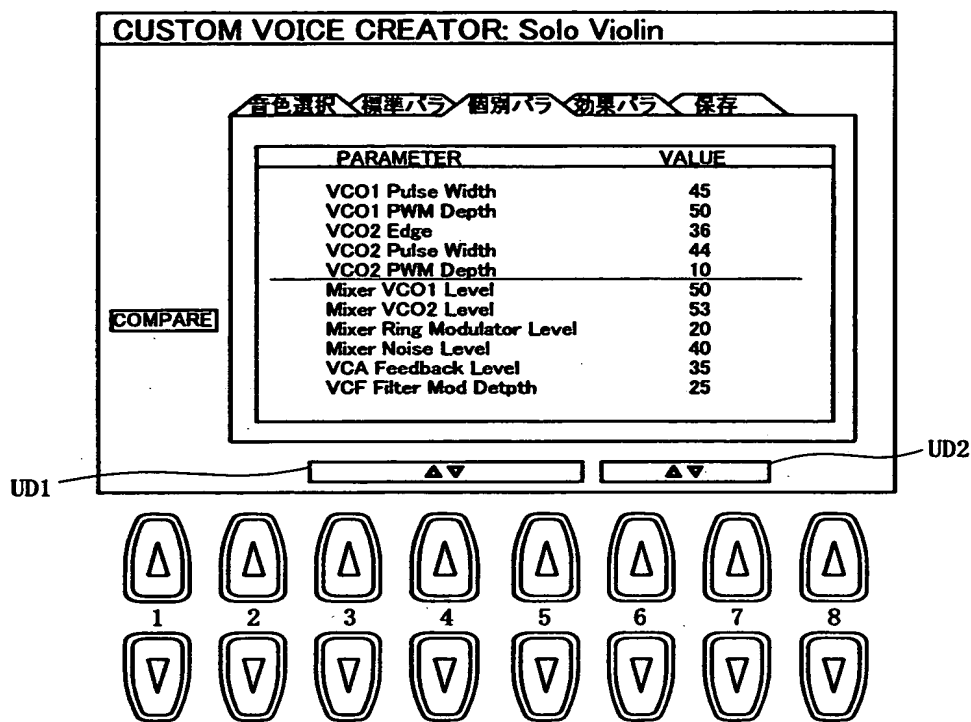 CUSTOM VOICE CREATOR: Solo Violin
音色選択 標準パラ 個別パラ 効果パラ 保存
PARAMETER VALUE
VCO1 Pulse Width 45
VCO1 PWM Depth 50
VCO2 Edge 36
VCO2 Pulse Width 44
VCO2 PWM Depth 10
Mixer VCO1 Level 50
Mixer VCO2 Level 53
Mixer Ring Modulator Level 20
Mixer Noise Level 40
VCA Feedback Level 35
VCF Filter Mod Detpth 25
COMPARE
UD1
UD2
1 2 3 4 5 6 7 8